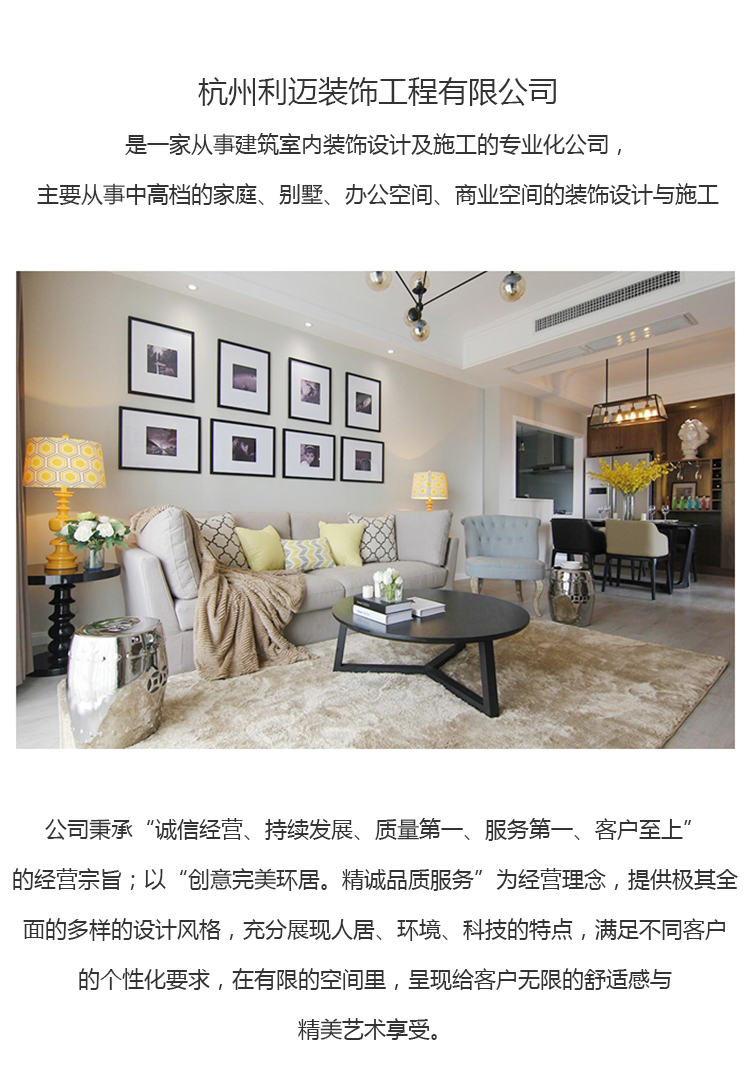 杭州利迈装饰工程有限公司
是一家从事建筑室内装饰设计及施工的专业化公司，
主要从事中高档的家庭、别墅、办公空间、商业空间的装饰设计与施工
公司秉承“诚信经营、持续发展、质量第一、服务第一、客户至上”
的经营宗旨；以“创意完美环居。精诚品质服务”为经营理念，提供极其全
面的多样的设计风格，充分展现人居、环境、科技的特点，满足不同客户
的个性化要求，在有限的空间里，呈现给客户无限的舒适感与
精美艺术享受。